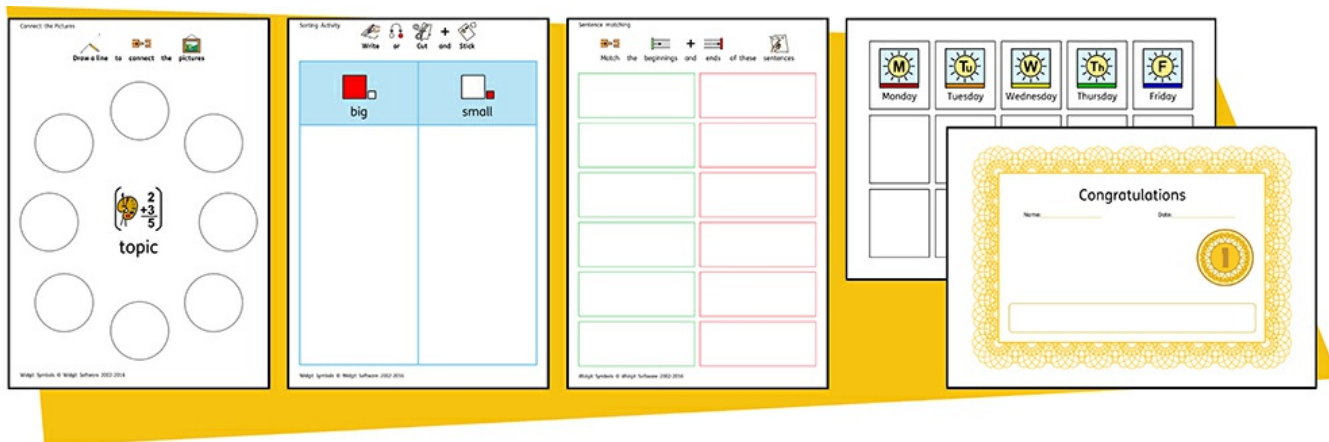 Connect the Pictures
Draw a line to connect the pictures
2
+3
5
topic
Widgit Symbols © Widgit Software 2002-2016
Sorting Activity
Write or Cut and Stick
big small
Widgit Symbols © Widgit Software 2002-2016
Sentence matching
Match the beginnings and ends of these sentences
Widgit Symbols © Widgit Software 2002-2016
M Tu W Th F
Monday Tuesday Wednesday Thursday Friday
Congratulations
Name: Date:
1